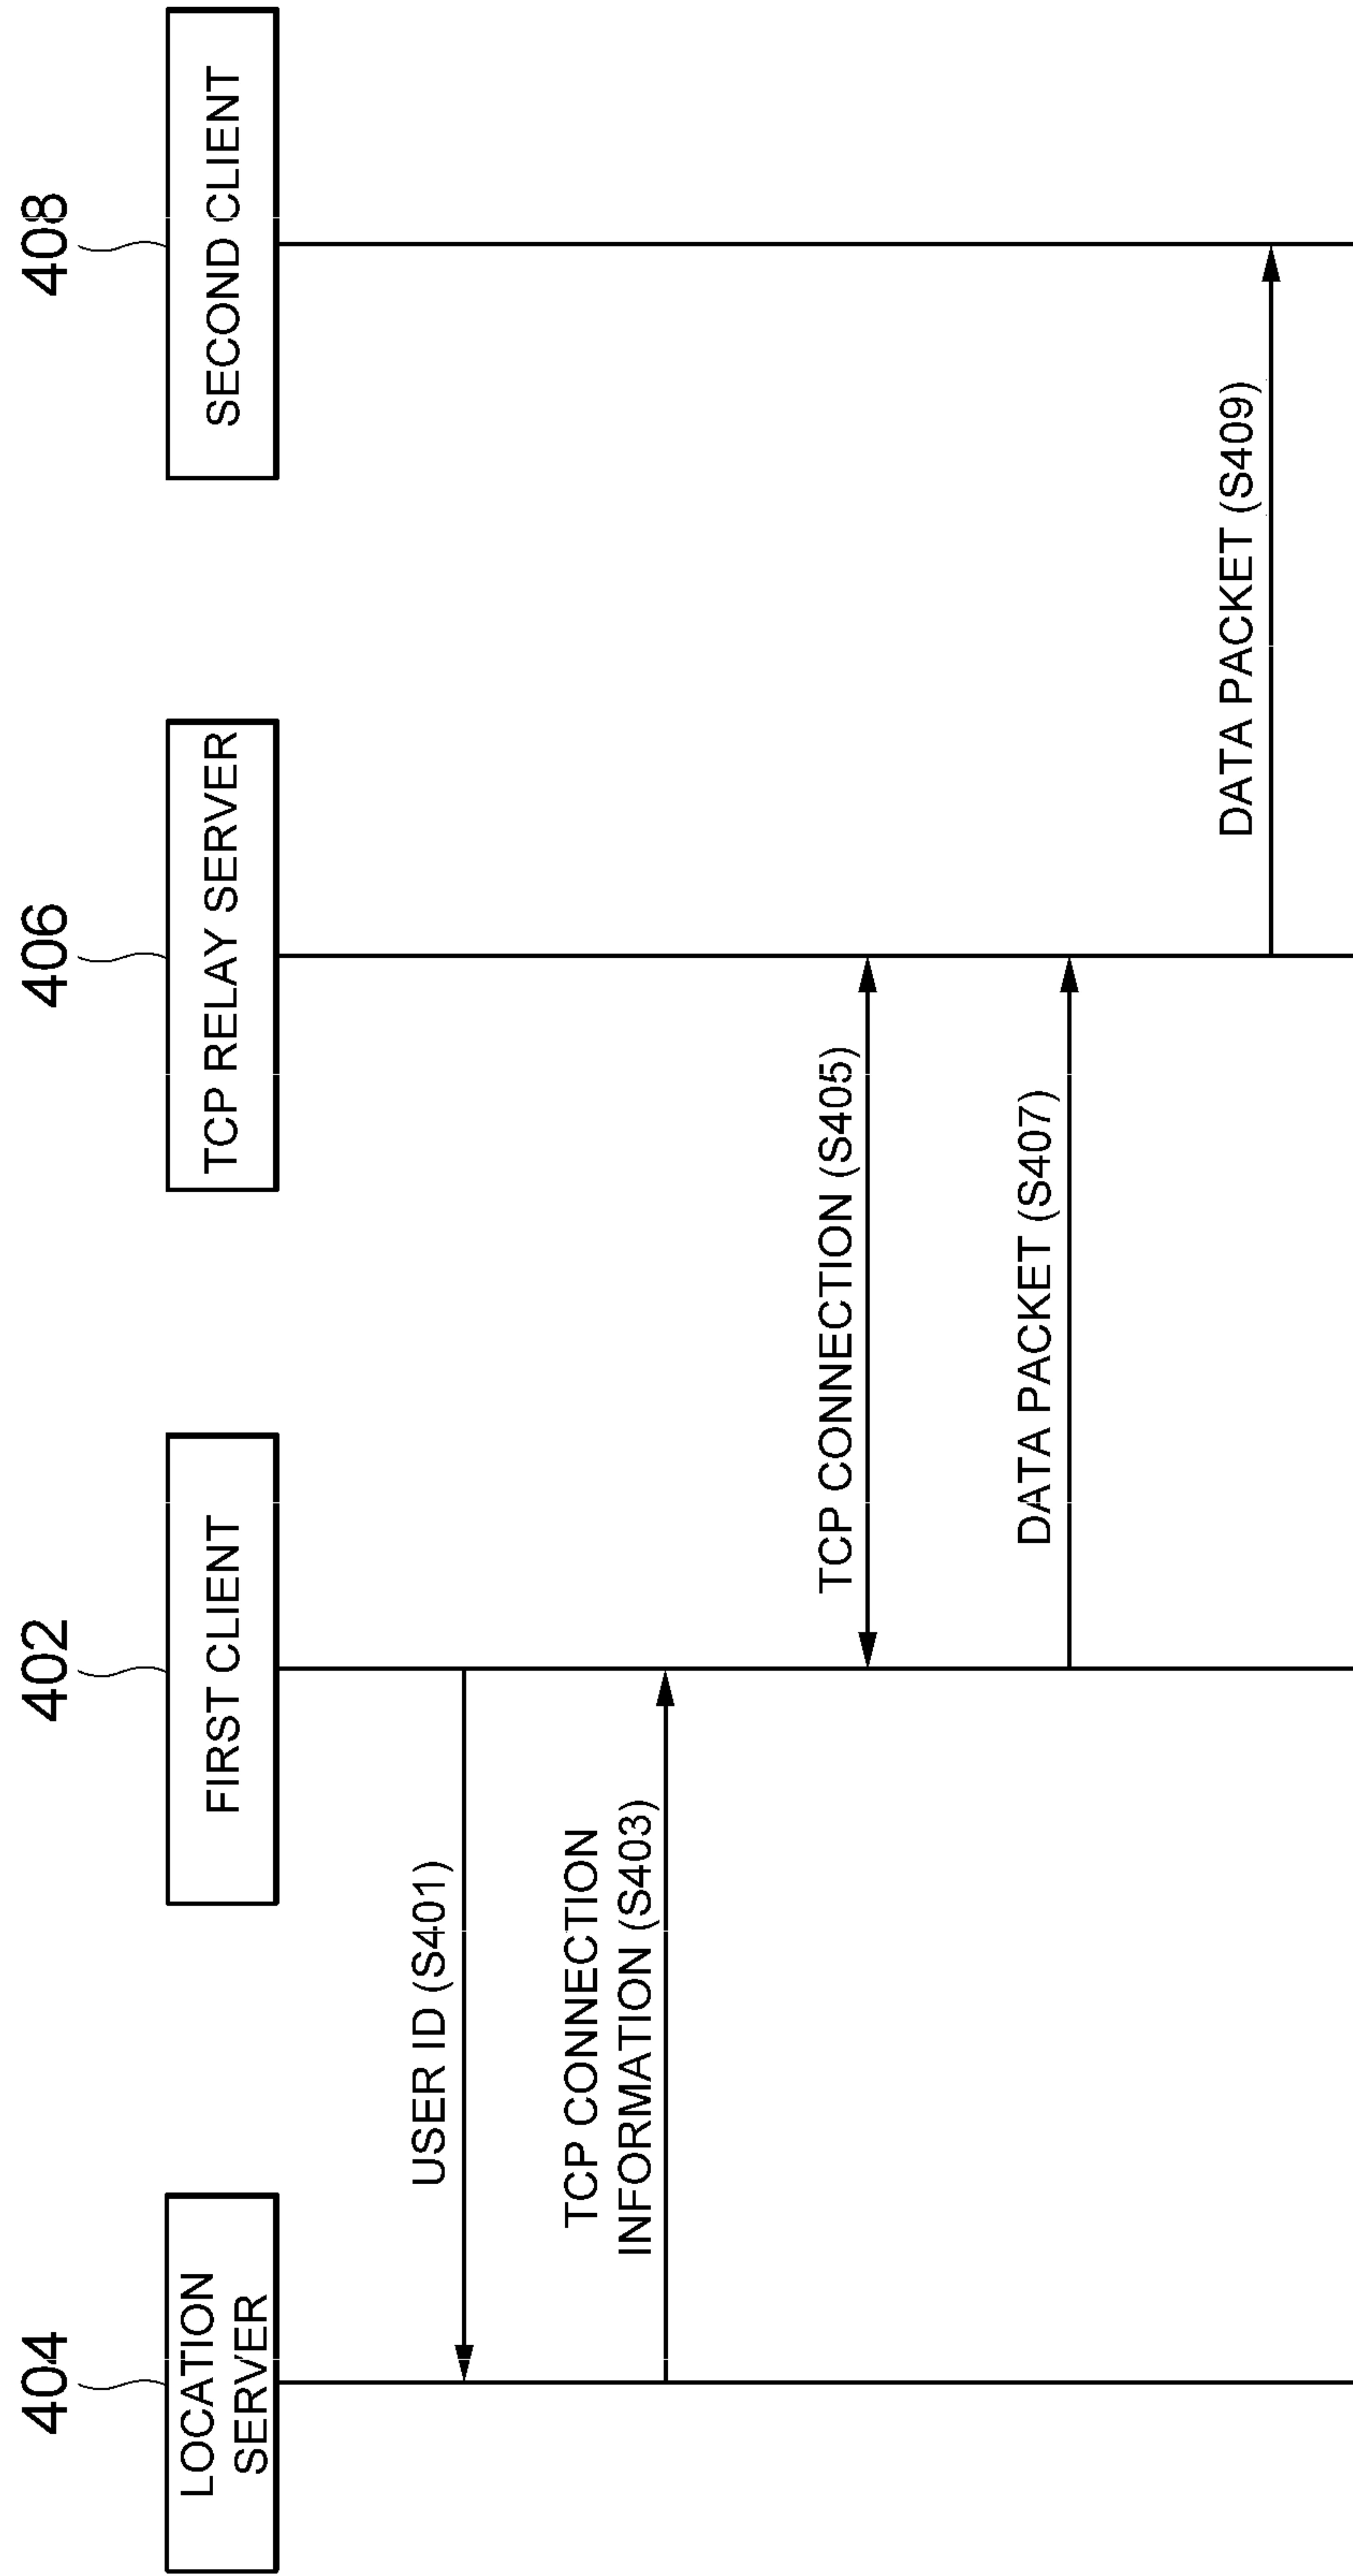 404
402
406
408
LOCATION
SERVER
FIRST CLIENT
TCP RELAY SERVER
SECOND CLIENT
USER ID (S401)
TCP CONNECTION
INFORMATION (S403)
TCP CONNECTION (S405)
DATA PACKET (S407)
DATA PACKET (S409)